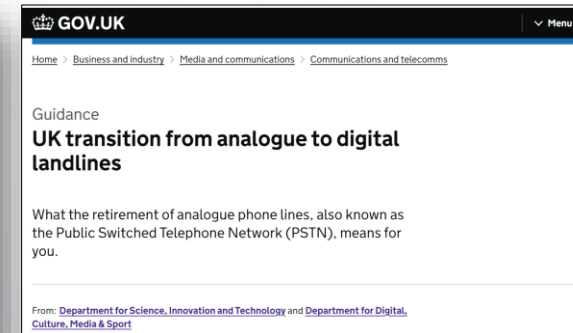 GOV.UK
Menu
Home > Business and industry > Media and communications > Communications and telecomms
Guidance
UK transition from analogue to digital
landlines
What the retirement of analogue phone lines, also known as
the Public Switched Telephone Network (PSTN), means for
you.
From: Department for Science, Innovation and Technology and Department for Digital,
Culture, Media & Sport